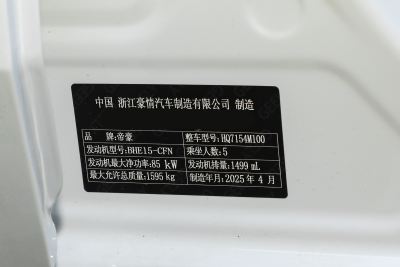 中国 浙江豪情汽车制造有限公司 制造
品 牌:帝豪 整车型号:HQ7154M100
发动机型号:BHE15-CFN 乘坐人数:5
发动机最大净功率:85 kW 发动机排量:1499 mL
最大允许总质量:1595 kg 制造年月:2025 年 4 月